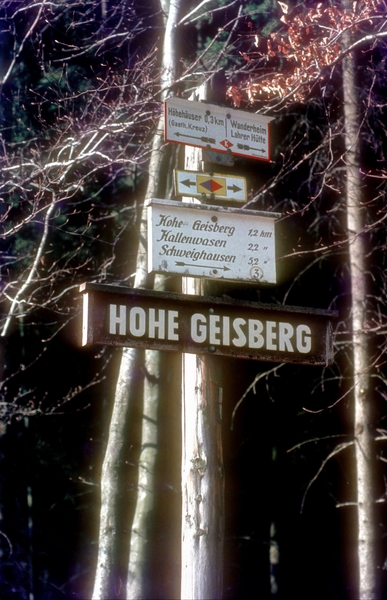 Höhehäuser 0,3 km
(Gasth. Kreuz)
Wanderheim
Lahrer Hütte
Hohe Geisberg 1,2 km
Kallenwasen 2,2 "
Schweighausen 5,2 "
3
HOHE GEISBERG